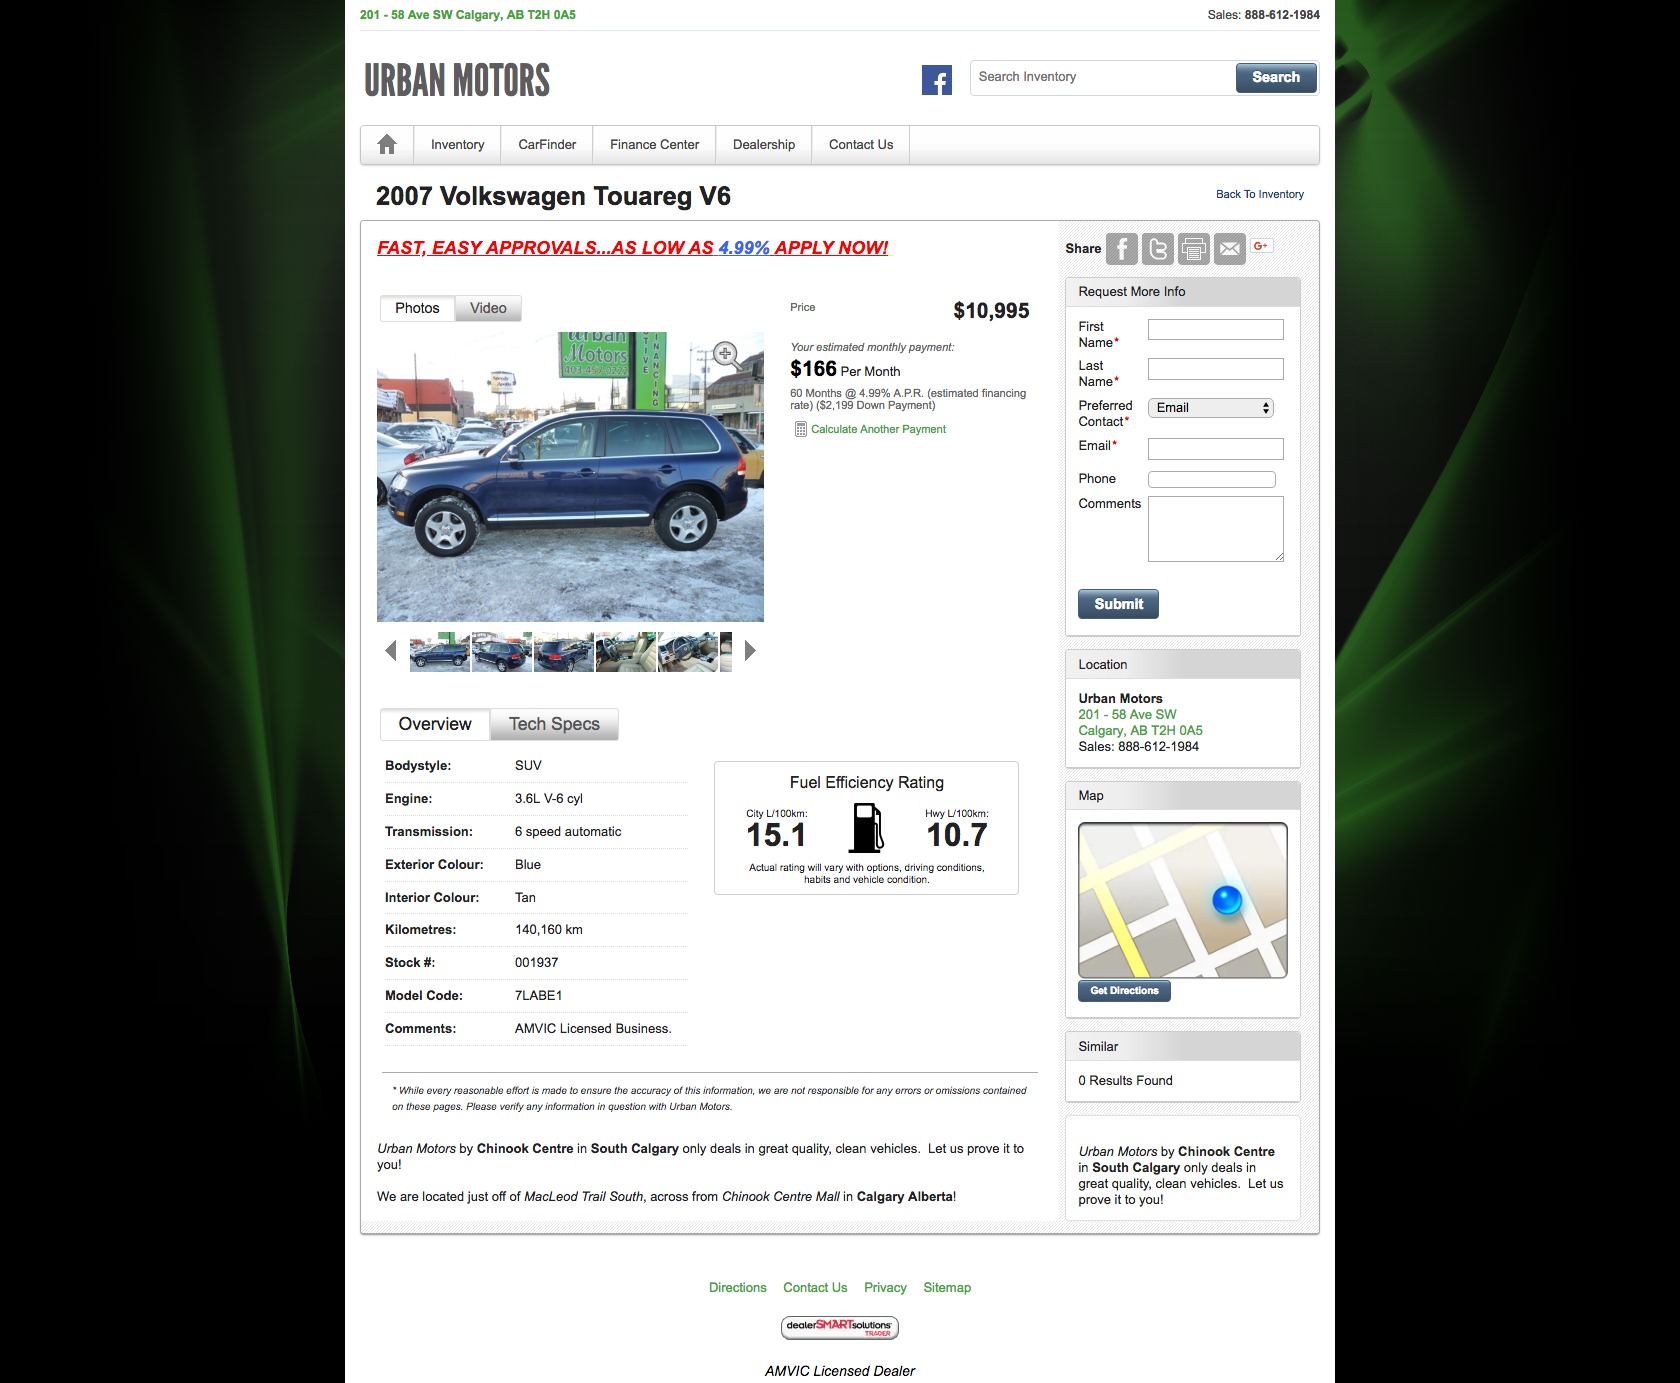 201 - 58 Ave SW Calgary, AB T2H 0A5
Sales: 888-612-1984
URBAN MOTORS
Search Inventory
Search
Inventory
CarFinder
Finance Center
Dealership
Contact Us
2007 Volkswagen Touareg V6
Back To Inventory
FAST, EASY APPROVALS...AS LOW AS 4.99% APPLY NOW!
Photos
Video
Urban
Motors
FINANCING
Price
$10,995
Your estimated monthly payment:
$166 Per Month
60 Months @ 4.99% A.P.R. (estimated financing
rate) ($2,199 Down Payment)
Calculate Another Payment
Overview
Tech Specs
Bodystyle: SUV
Engine: 3.6L V-6 cyl
Transmission: 6 speed automatic
Exterior Colour: Blue
Interior Colour: Tan
Kilometres: 140,160 km
Stock #: 001937
Model Code: 7LABE1
Comments: AMVIC Licensed Business.
Fuel Efficiency Rating
City L/100km:
15.1
Hwy L/100km:
10.7
Actual rating will vary with options, driving conditions,
habits and vehicle condition.
* While every reasonable effort is made to ensure the accuracy of this information, we are not responsible for any errors or omissions contained
on these pages. Please verify any information in question with Urban Motors.
Urban Motors by Chinook Centre in South Calgary only deals in great quality, clean vehicles. Let us prove it to
you!
We are located just off of MacLeod Trail South, across from Chinook Centre Mall in Calgary Alberta!
Share
G+
Request More Info
First
Name*
Last
Name*
Preferred
Contact*
Email
Email*
Phone
Comments
Submit
Location
Urban Motors
201 - 58 Ave SW
Calgary, AB T2H 0A5
Sales: 888-612-1984
Map
Get Directions
Similar
0 Results Found
Urban Motors by Chinook Centre
in South Calgary only deals in
great quality, clean vehicles. Let us
prove it to you!
Directions
Contact Us
Privacy
Sitemap
dealerSMARTsolutions
TRADER
AMVIC Licensed Dealer